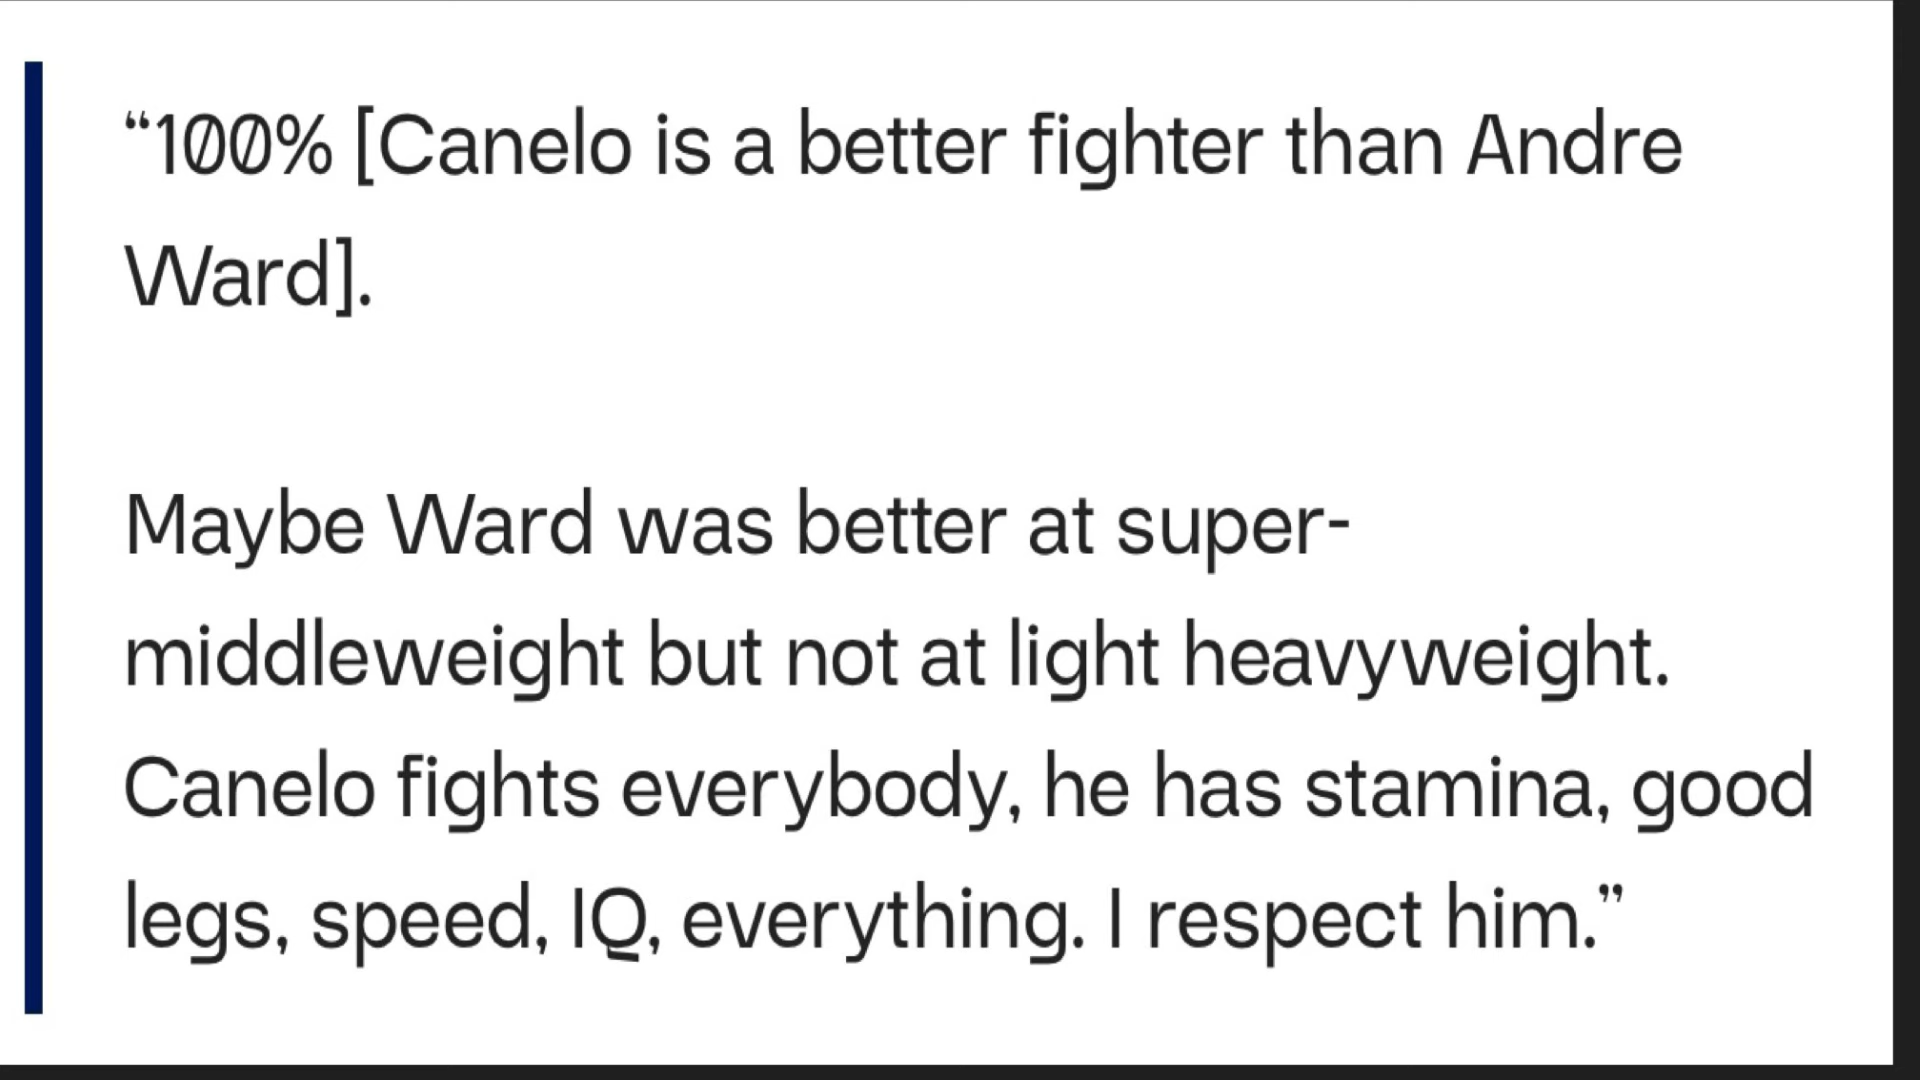 “100% [Canelo is a better fighter than Andre
Ward].
Maybe Ward was better at super-
middleweight but not at light heavyweight.
Canelo fights everybody, he has stamina, good
legs, speed, IQ, everything. I respect him.”